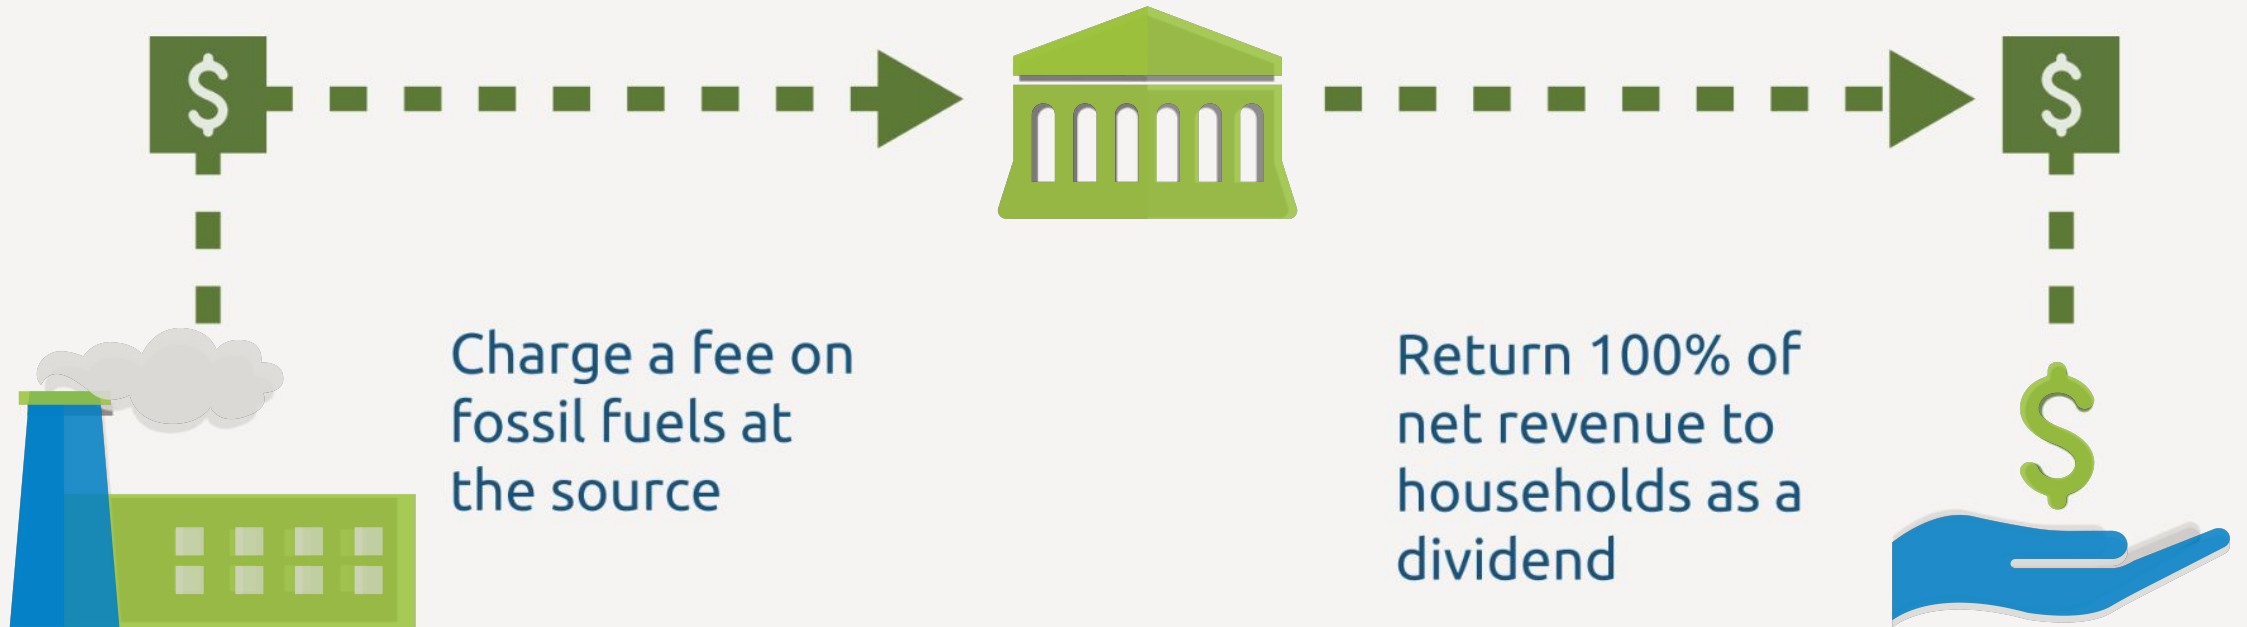 $
$
Charge a fee on
fossil fuels at
the source
Return 100% of
net revenue to
households as a
dividend
$